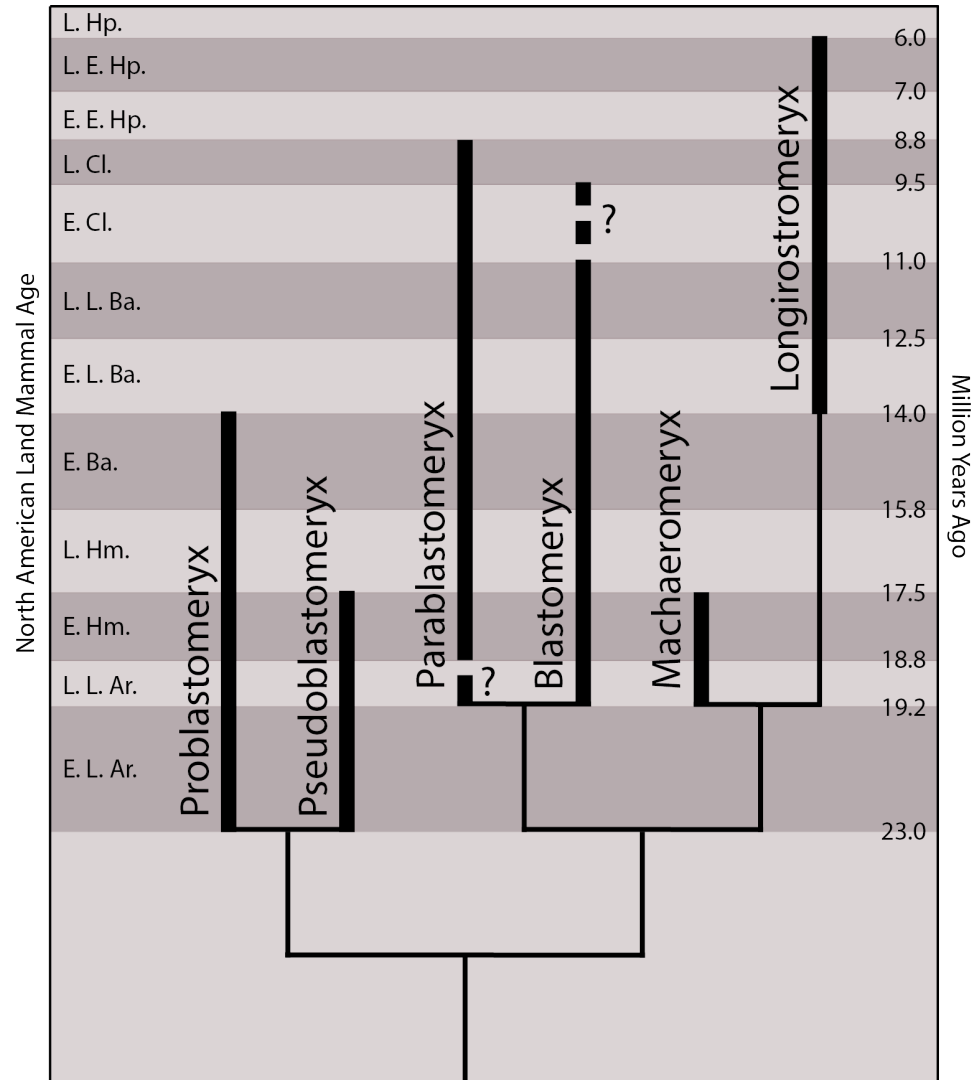 L. Hp.
6.0
L. E. Hp.
7.0
E. E. Hp.
8.8
L. Cl.
9.5
E. Cl.
?
11.0
L. L. Ba.
12.5
E. L. Ba.
14.0
E. Ba.
15.8
L. Hm.
17.5
E. Hm.
18.8
L. L. Ar.
?
19.2
E. L. Ar.
23.0
North American Land Mammal Age
Million Years Ago
Problastomeryx
Pseudoblastomeryx
Parablastomeryx
Blastomeryx
Machaeromeryx
Longirostromeryx